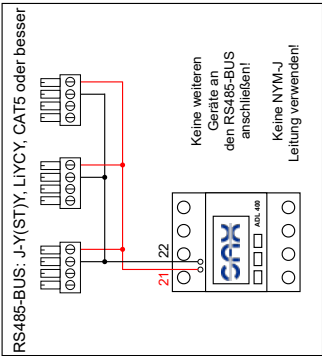 RS485-BUS: J-Y(ST)Y, LiYCY, CAT5 oder besser
Keine weiteren
Geräte an
den RS485-BUS
anschließen!
Keine NYM-J
Leitung verwenden!
22
21
SAX
ADL 400